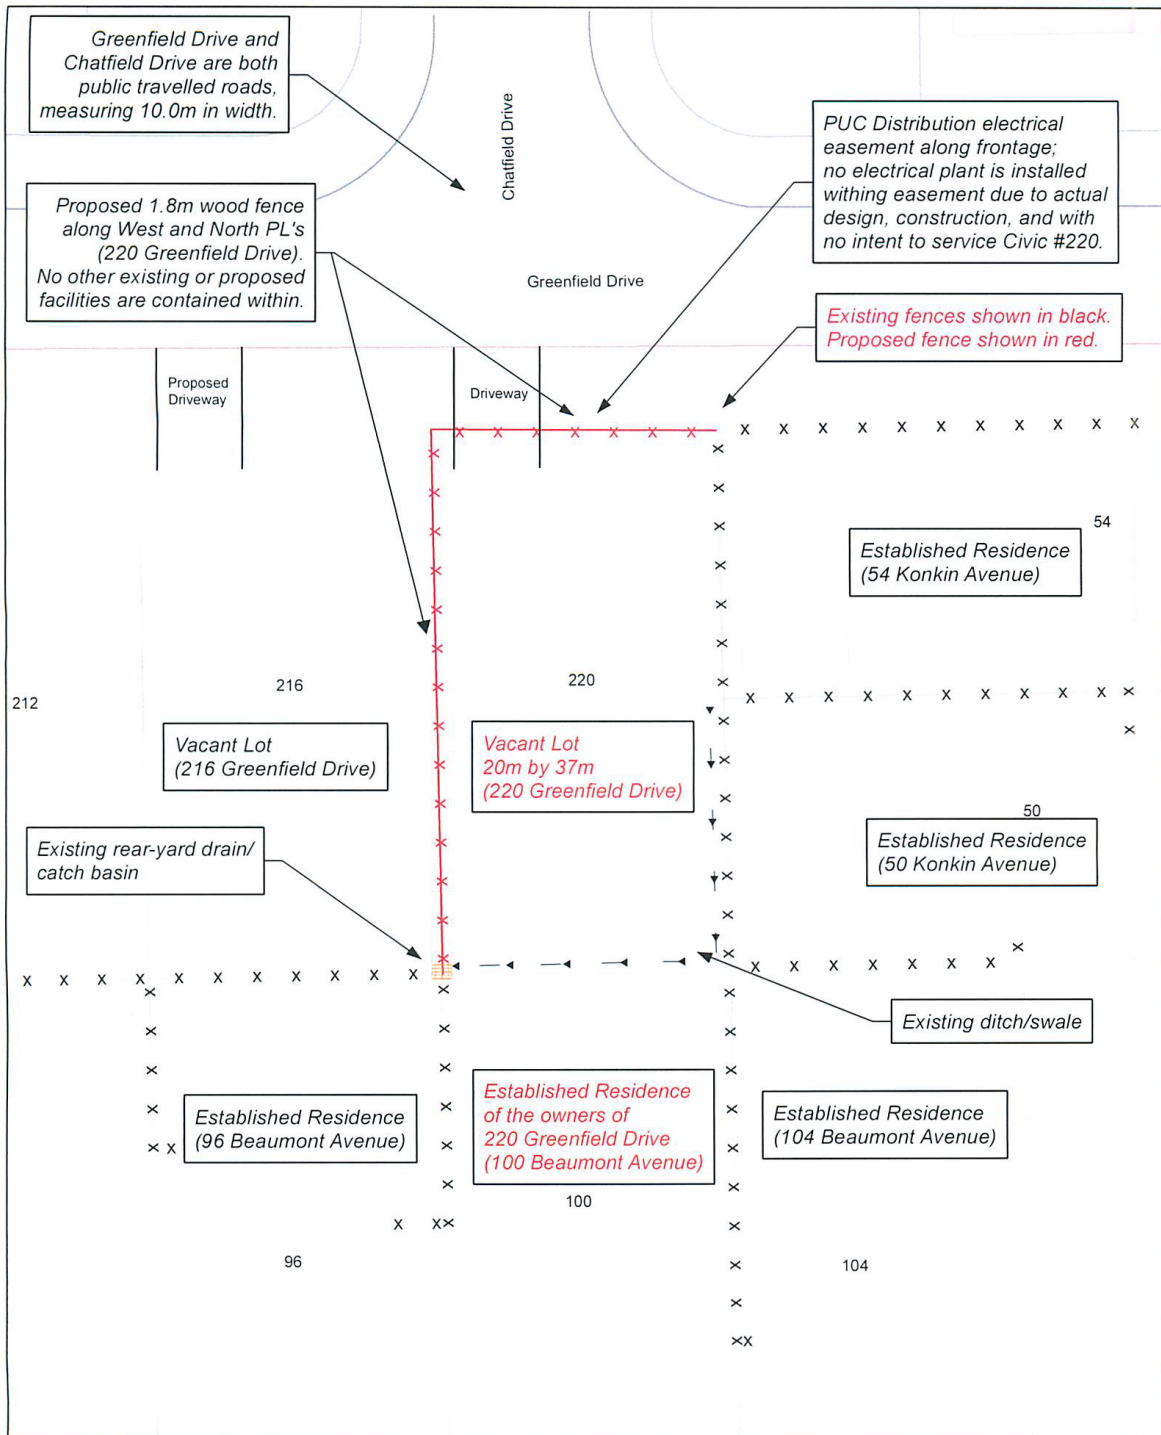 Greenfield Drive and
Chatfield Drive are both
public travelled roads,
measuring 10.0m in width.
Chatfield Drive
PUC Distribution electrical
easement along frontage;
no electrical plant is installed
withing easement due to actual
design, construction, and with
no intent to service Civic #220.
Proposed 1.8m wood fence
along West and North PL's
(220 Greenfield Drive).
No other existing or proposed
facilities are contained within.
Greenfield Drive
Existing fences shown in black.
Proposed fence shown in red.
Proposed
Driveway
Driveway
54
Established Residence
(54 Konkin Avenue)
212
216
220
Vacant Lot
(216 Greenfield Drive)
Vacant Lot
20m by 37m
(220 Greenfield Drive)
50
Established Residence
(50 Konkin Avenue)
Existing rear-yard drain/
catch basin
Existing ditch/swale
Established Residence
(96 Beaumont Avenue)
Established Residence
of the owners of
220 Greenfield Drive
(100 Beaumont Avenue)
Established Residence
(104 Beaumont Avenue)
100
96
104